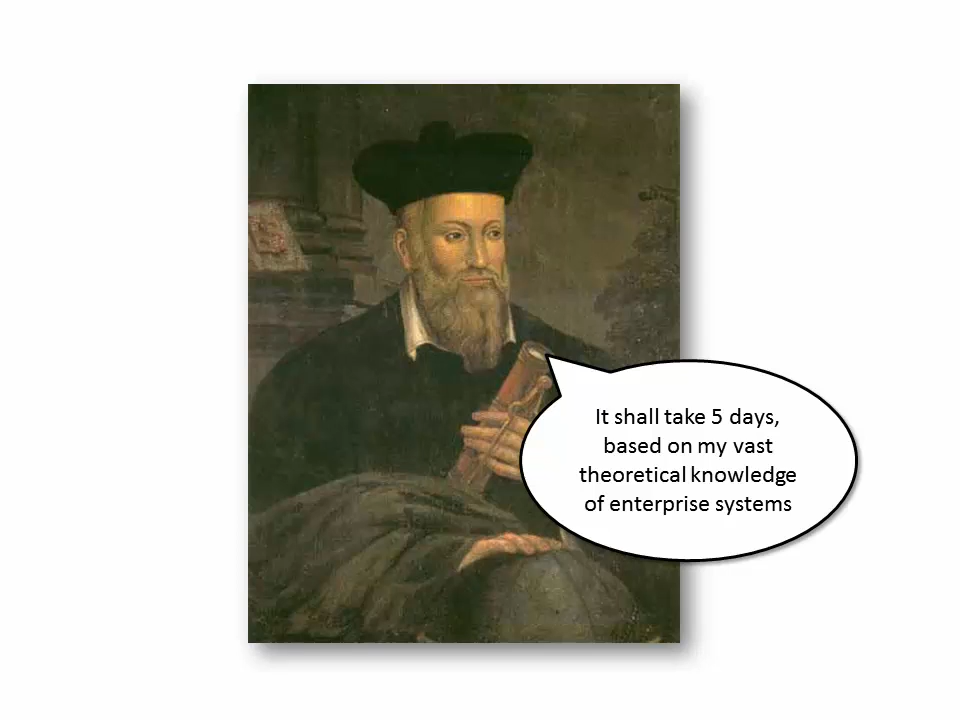 It shall take 5 days,
based on my vast
theoretical knowledge
of enterprise systems